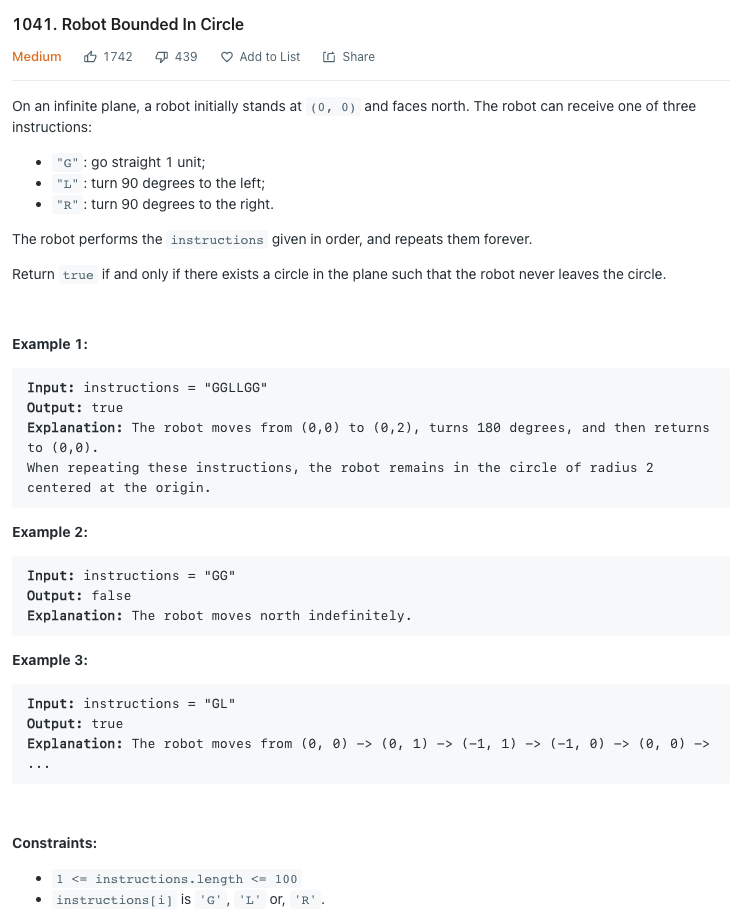 1041. Robot Bounded In Circle
Medium 1742 439 Add to List Share
On an infinite plane, a robot initially stands at (0, 0) and faces north. The robot can receive one of three
instructions:
• "G" : go straight 1 unit;
• "L" : turn 90 degrees to the left;
• "R" : turn 90 degrees to the right.
The robot performs the instructions given in order, and repeats them forever.
Return true if and only if there exists a circle in the plane such that the robot never leaves the circle.
Example 1:
Input: instructions = "GGLLGG"
Output: true
Explanation: The robot moves from (0,0) to (0,2), turns 180 degrees, and then returns
to (0,0).
When repeating these instructions, the robot remains in the circle of radius 2
centered at the origin.
Example 2:
Input: instructions = "GG"
Output: false
Explanation: The robot moves north indefinitely.
Example 3:
Input: instructions = "GL"
Output: true
Explanation: The robot moves from (0, 0) -> (0, 1) -> (-1, 1) -> (-1, 0) -> (0, 0) ->
...
Constraints:
• 1 <= instructions.length <= 100
• instructions[i] is 'G' , 'L' or, 'R' .